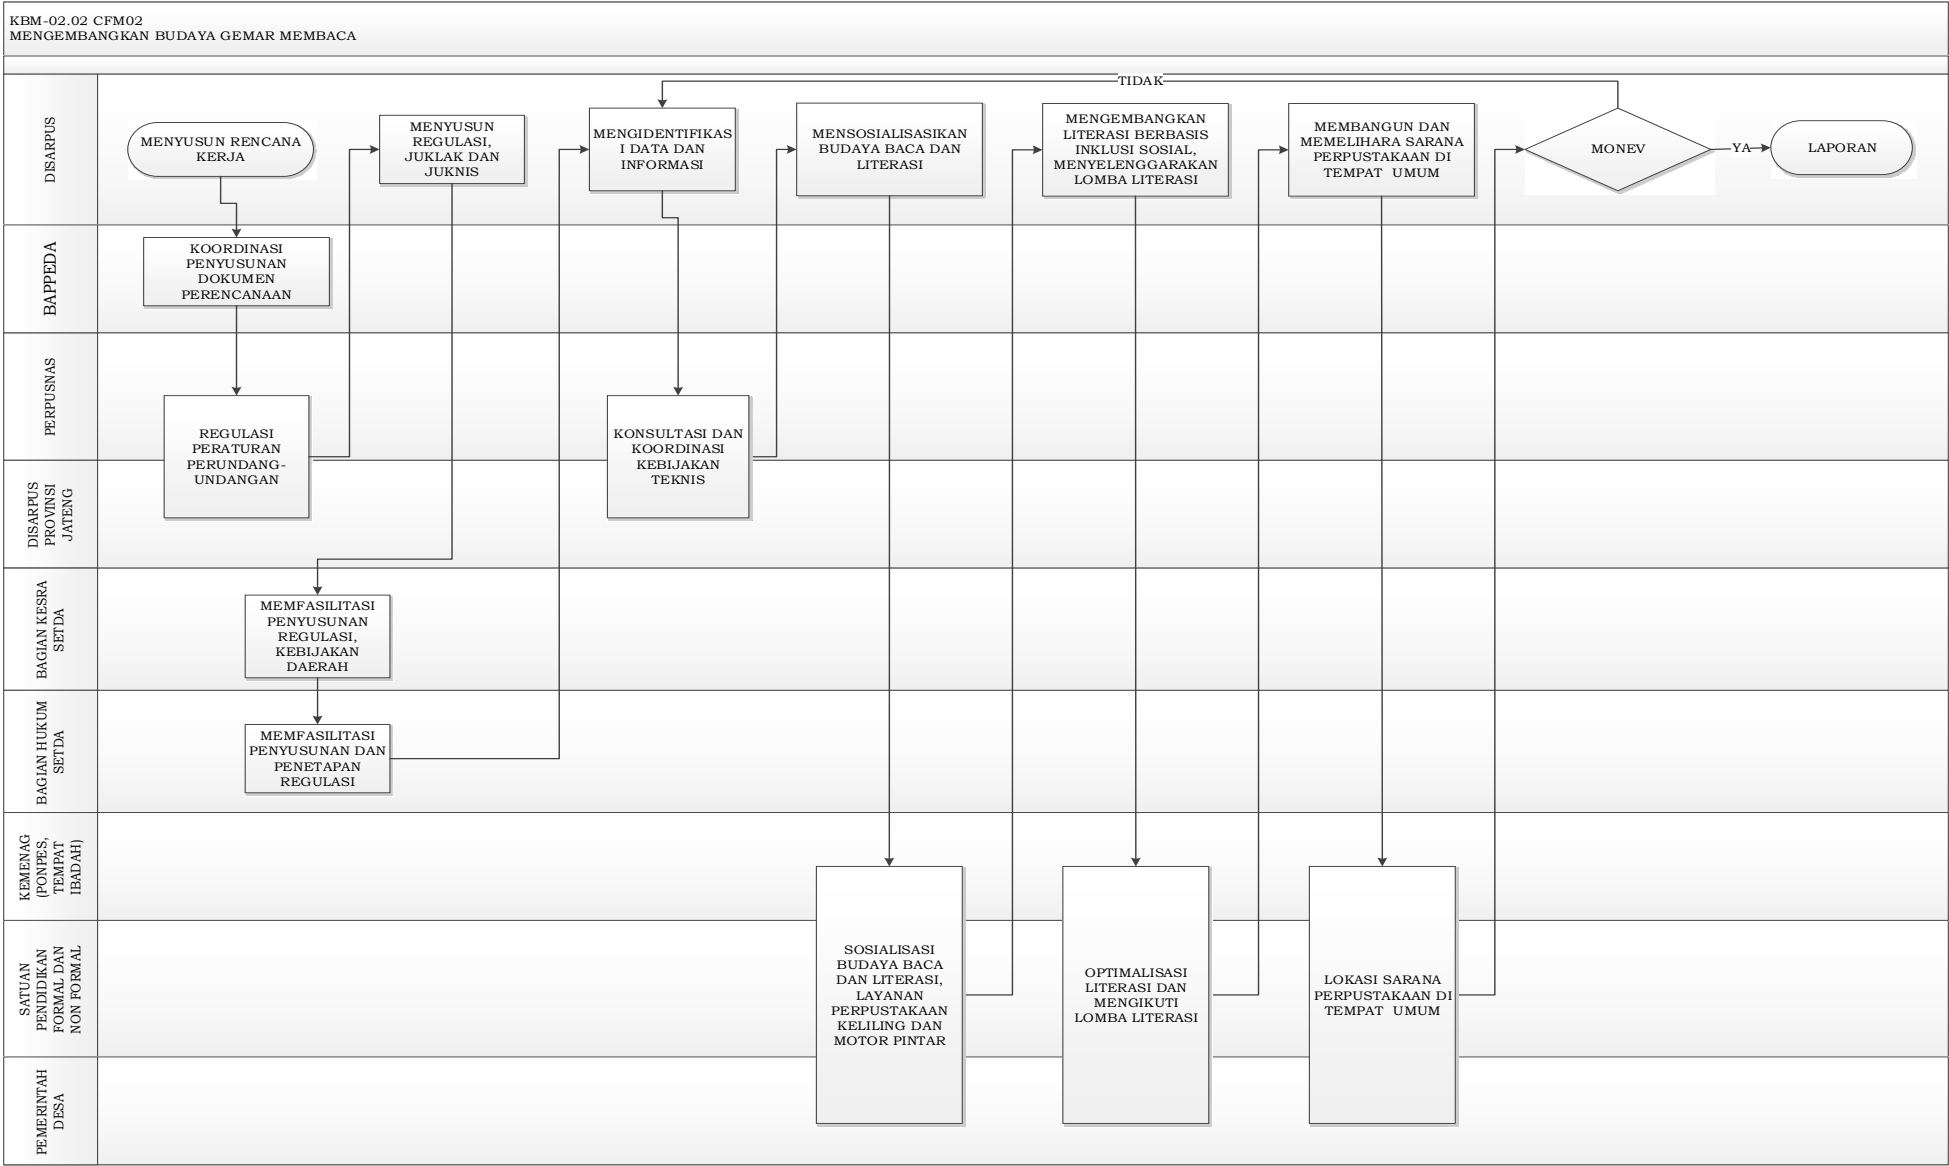 KBM-02.02 CFM02
MENGEMBANGKAN BUDAYA GEMAR MEMBACA
DISARPUS
MENYUSUN RENCANA
KERJA
MENYUSUN
REGULASI,
JUKLAK DAN
JUKNIS
MENGIDENTIFIKAS
I DATA DAN
INFORMASI
MENSOSIALISASIKAN
BUDAYA BACA DAN
LITERASI
TIDAK
MENGEMBANGKAN
LITERASI BERBASIS
INKLUSI SOSIAL,
MENYELENGGARAKAN
LOMBA LITERASI
MEMBANGUN DAN
MEMELIHARA SARANA
PERPUSTAKAAN DI
TEMPAT UMUM
MONEV
YA
LAPORAN
BAPPEDA
KOORDINASI
PENYUSUNAN
DOKUMEN
PERENCANAAN
PERPUSNAS
REGULASI
PERATURAN
PERUNDANG-
UNDANGAN
KONSULTASI DAN
KOORDINASI
KEBIJAKAN
TEKNIS
DISARPUS
PROVINSI
JATENG
BAGIAN KESRA
SETDA
MEMFASILITASI
PENYUSUNAN
REGULASI,
KEBIJAKAN
DAERAH
BAGIAN HUKUM
SETDA
MEMFASILITASI
PENYUSUNAN DAN
PENETAPAN
REGULASI
KEMENAG
(PONPES,
TEMPAT
IBADAH)
SATUAN
PENDIDIKAN
FORMAL DAN
NON FORMAL
SOSIALISASI
BUDAYA BACA
DAN LITERASI,
LAYANAN
PERPUSTAKAAN
KELILING DAN
MOTOR PINTAR
OPTIMALISASI
LITERASI DAN
MENGIKUTI
LOMBA LITERASI
LOKASI SARANA
PERPUSTAKAAN DI
TEMPAT UMUM
PEMERINTAH
DESA